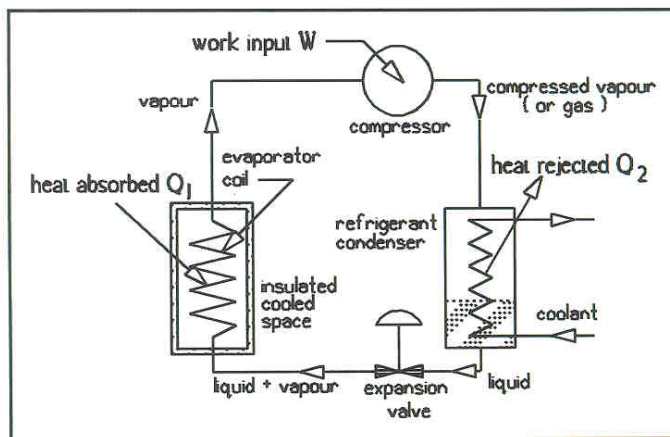 work input W
vapour
compressor
compressed vapour
( or gas )
evaporator
coil
heat absorbed Q1
heat rejected Q2
refrigerant
condenser
insulated
cooled
space
coolant
liquid + vapour
expansion
valve
liquid